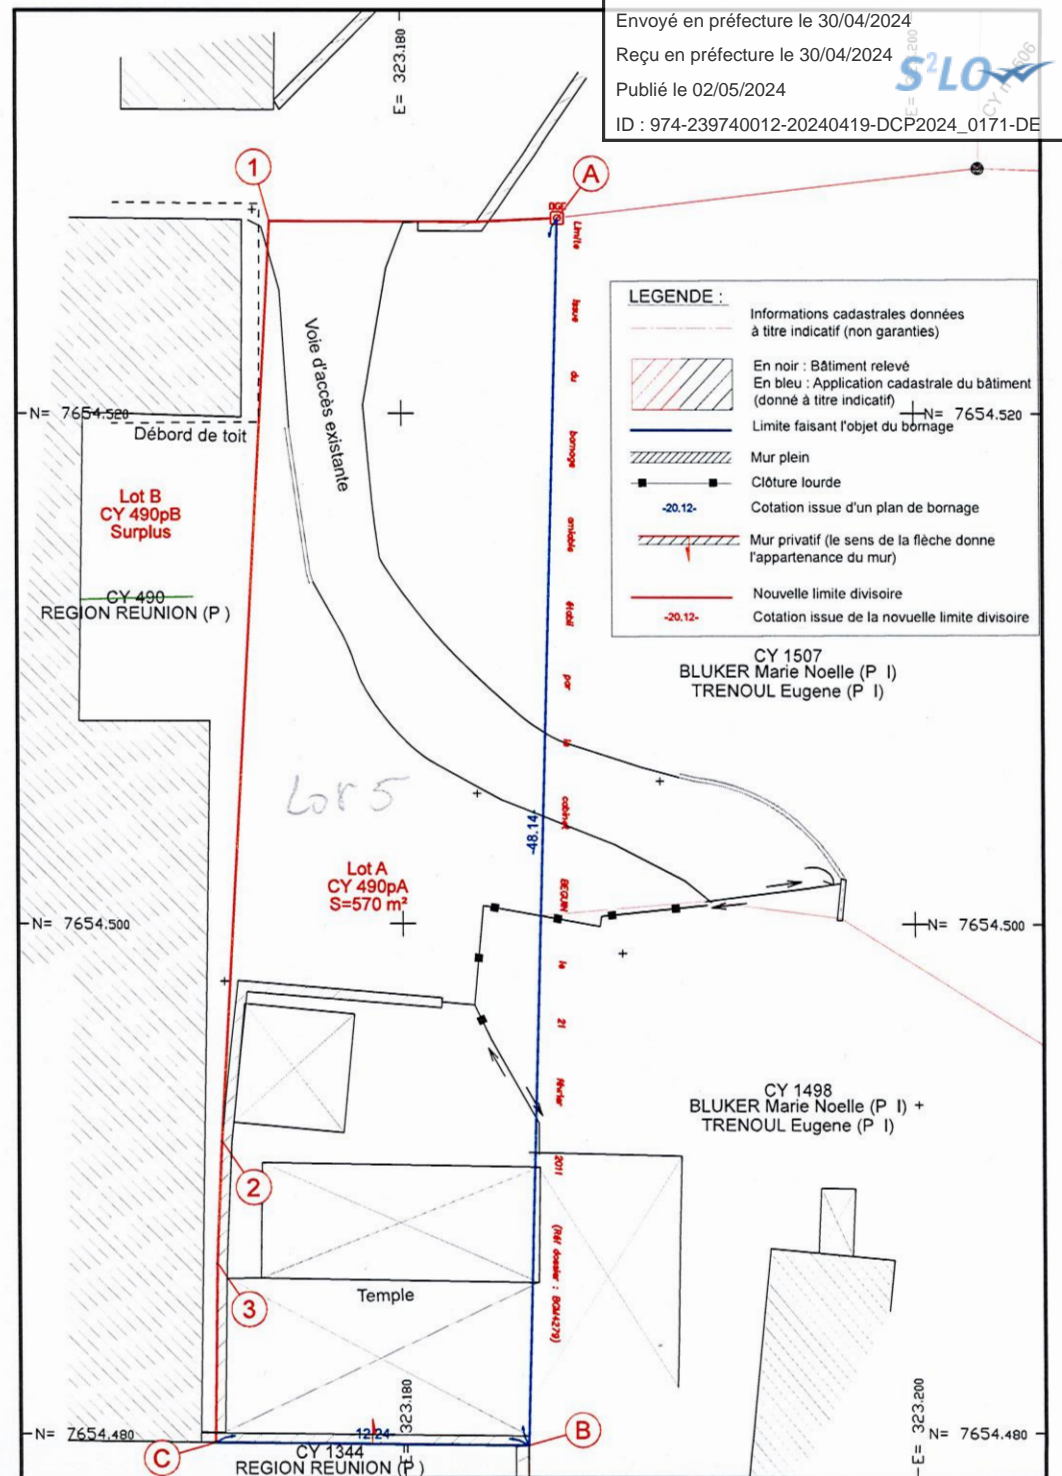 Envoyé en préfecture le 30/04/2024
Reçu en préfecture le 30/04/2024
Publié le 02/05/2024
ID : 974-239740012-20240419-DCP2024_0171-DE
S²LO
E= 323.180
1
A
LEGENDE :
Informations cadastrales données
à titre indicatif (non garanties)
En noir : Bâtiment relevé
En bleu : Application cadastrale du bâtiment
(donné à titre indicatif)
Limite faisant l'objet du bornage
Mur plein
Clôture lourde
-20.12-
Cotation issue d'un plan de bornage
Mur privatif (le sens de la flèche donne
l'appartenance du mur)
Nouvelle limite divisoire
-20.12-
Cotation issue de la novuelle limite divisoire
Voie d'accès existante
N= 7654.520
N= 7654.520
Débord de toit
Lot B
CY 490pB
Surplus
CY 490
REGION REUNION (P )
CY 1507
BLUKER Marie Noelle (P I)
TRENOUL Eugene (P I)
Limite issue du bornage amiable établi par le cabinet BEGUIN le 21 février 2011 (Réf dossier : BOM4279)
Lot 5
-48.14-
Lot A
CY 490pA
S=570 m²
N= 7654.500
N= 7654.500
CY 1498
BLUKER Marie Noelle (P I) +
TRENOUL Eugene (P I)
2
3
Temple
E= 323.180
E= 323.200
N= 7654.480
N= 7654.480
12.24
B
C
CY 1344
REGION REUNION (P )